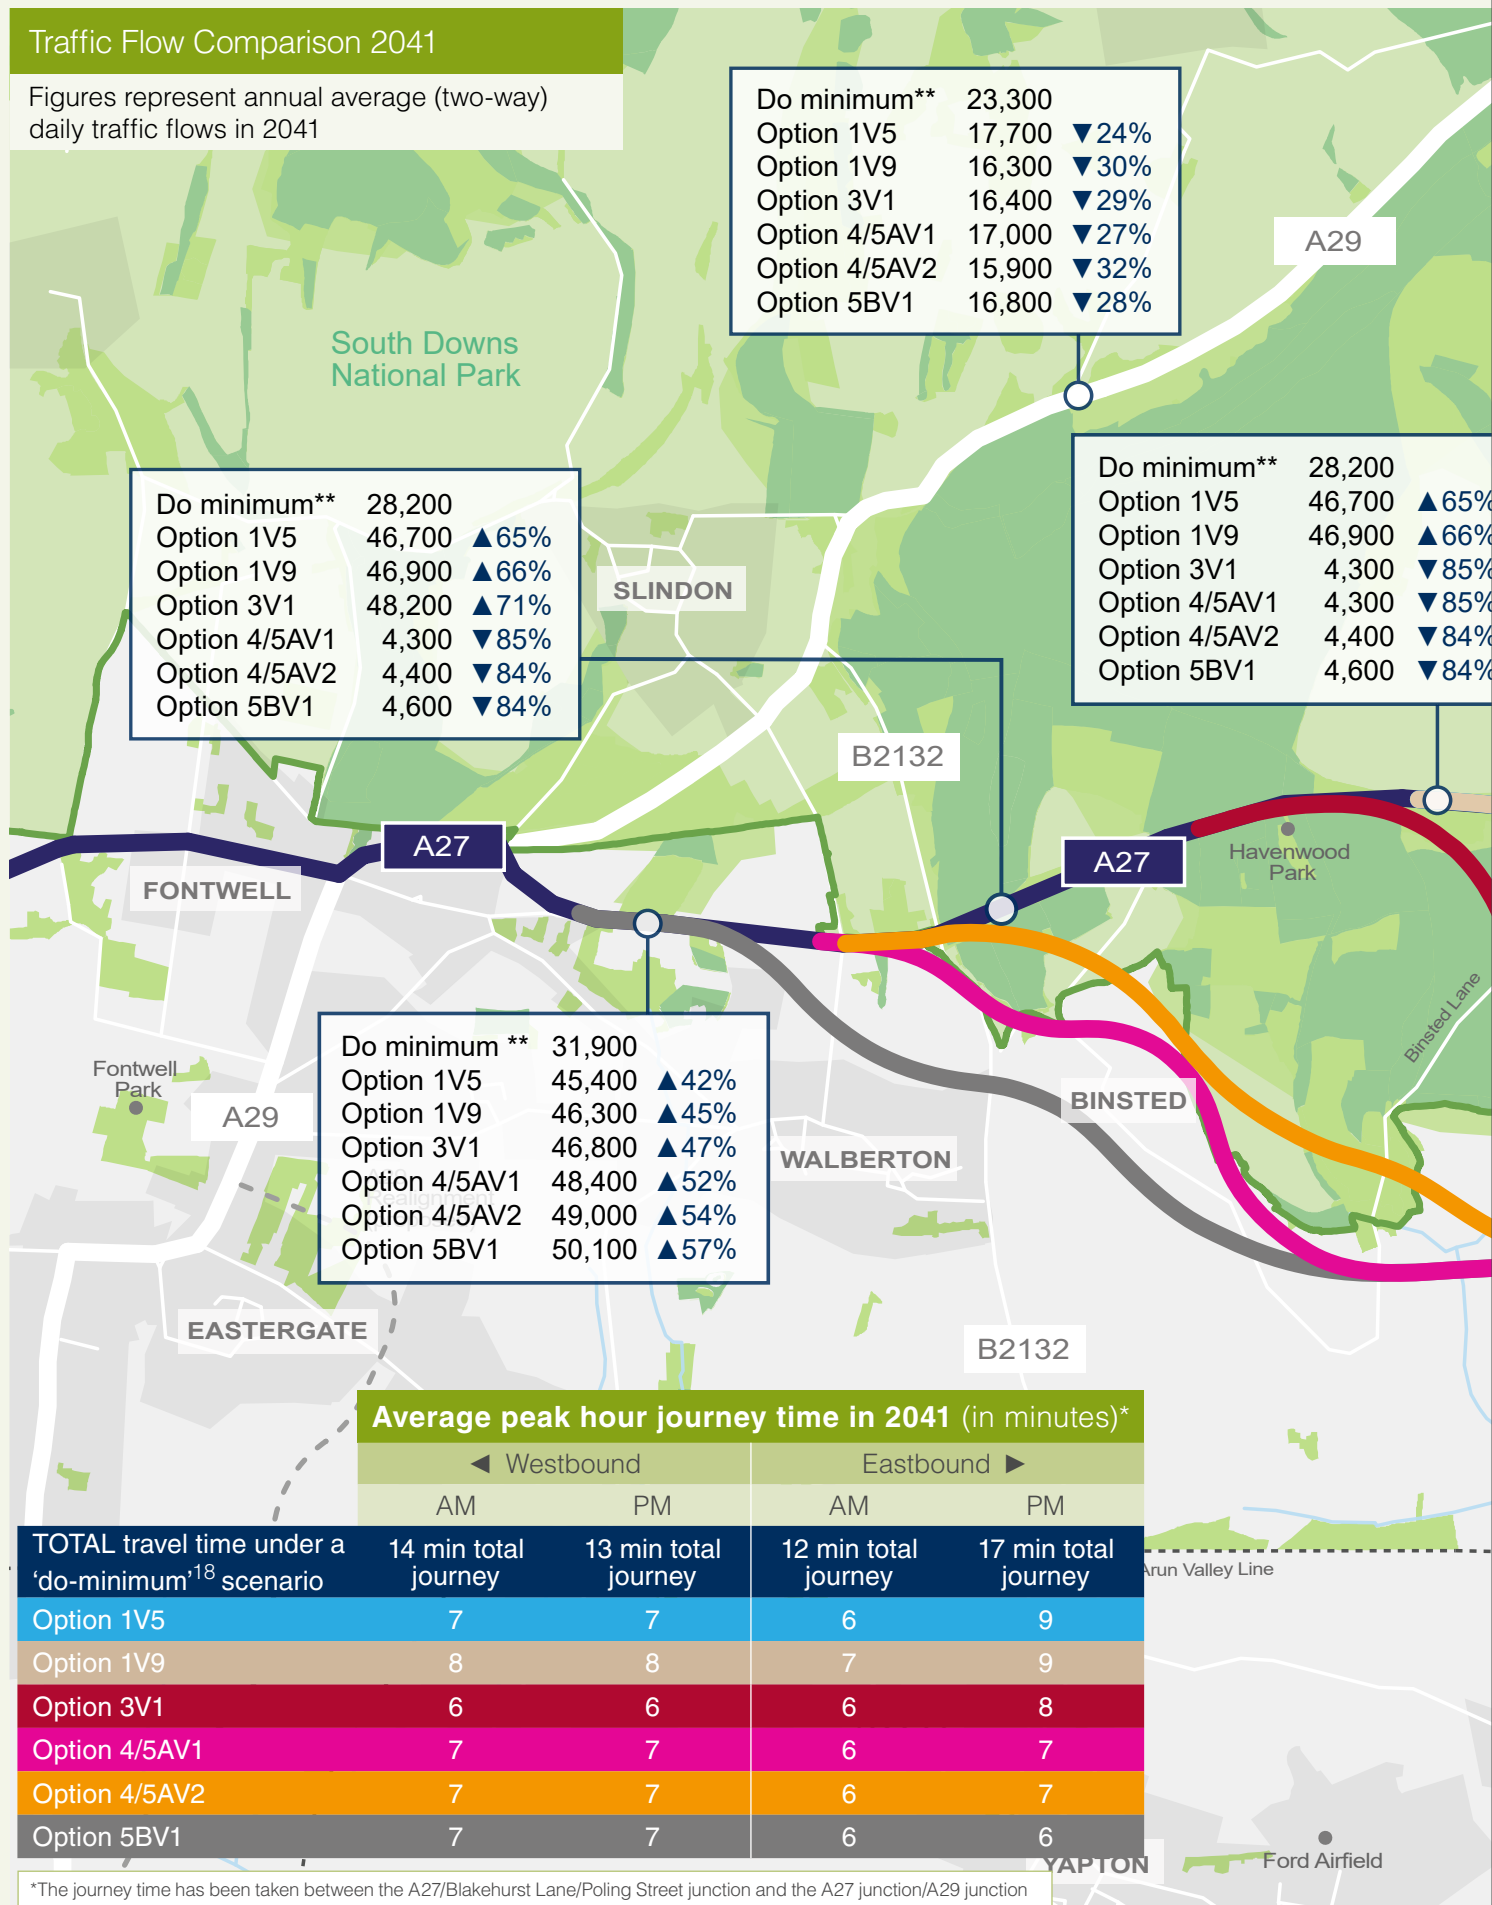 Traffic Flow Comparison 2041
Figures represent annual average (two-way)
daily traffic flows in 2041
Do minimum** 23,300
Option 1V5 17,700 ▼24%
Option 1V9 16,300 ▼30%
Option 3V1 16,400 ▼29%
Option 4/5AV1 17,000 ▼27%
Option 4/5AV2 15,900 ▼32%
Option 5BV1 16,800 ▼28%
A29
South Downs
National Park
Do minimum** 28,200
Option 1V5 46,700 ▲65%
Option 1V9 46,900 ▲66%
Option 3V1 4,300 ▼85%
Option 4/5AV1 4,300 ▼85%
Option 4/5AV2 4,400 ▼84%
Option 5BV1 4,600 ▼84%
Do minimum** 28,200
Option 1V5 46,700 ▲65%
Option 1V9 46,900 ▲66%
Option 3V1 48,200 ▲71%
Option 4/5AV1 4,300 ▼85%
Option 4/5AV2 4,400 ▼84%
Option 5BV1 4,600 ▼84%
SLINDON
B2132
A27
A27
Havenwood
Park
FONTWELL
Binsted Lane
Do minimum ** 31,900
Option 1V5 45,400 ▲42%
Option 1V9 46,300 ▲45%
Option 3V1 46,800 ▲47%
Option 4/5AV1 48,400 ▲52%
Option 4/5AV2 49,000 ▲54%
Option 5BV1 50,100 ▲57%
Fontwell
Park
A29
BINSTED
WALBERTON
Realignment
EASTERGATE
B2132
Average peak hour journey time in 2041 (in minutes)*
◄ Westbound Eastbound ►
AM PM AM PM
TOTAL travel time under a
'do-minimum'18 scenario
14 min total
journey
13 min total
journey
12 min total
journey
17 min total
journey
Option 1V5 7 7 6 9
Option 1V9 8 8 7 9
Option 3V1 6 6 6 8
Option 4/5AV1 7 7 6 7
Option 4/5AV2 7 7 6 7
Option 5BV1 7 7 6 6
Arun Valley Line
YAPTON
Ford Airfield
*The journey time has been taken between the A27/Blakehurst Lane/Poling Street junction and the A27 junction/A29 junction